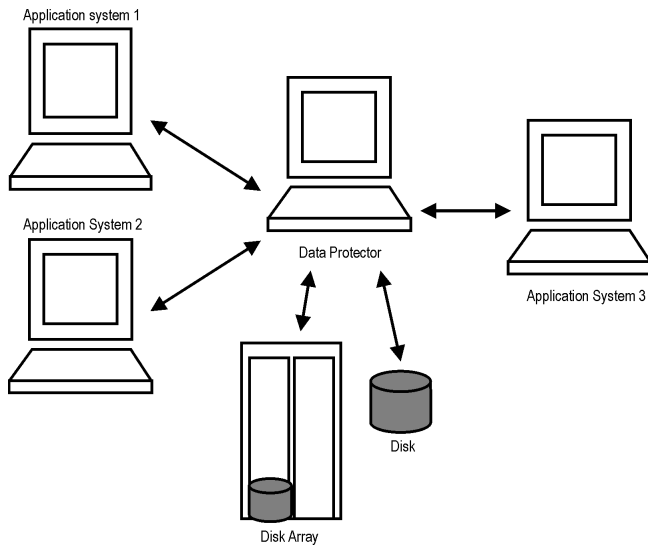 Application system 1
Application System 2
Data Protector
Application System 3
Disk
Disk Array